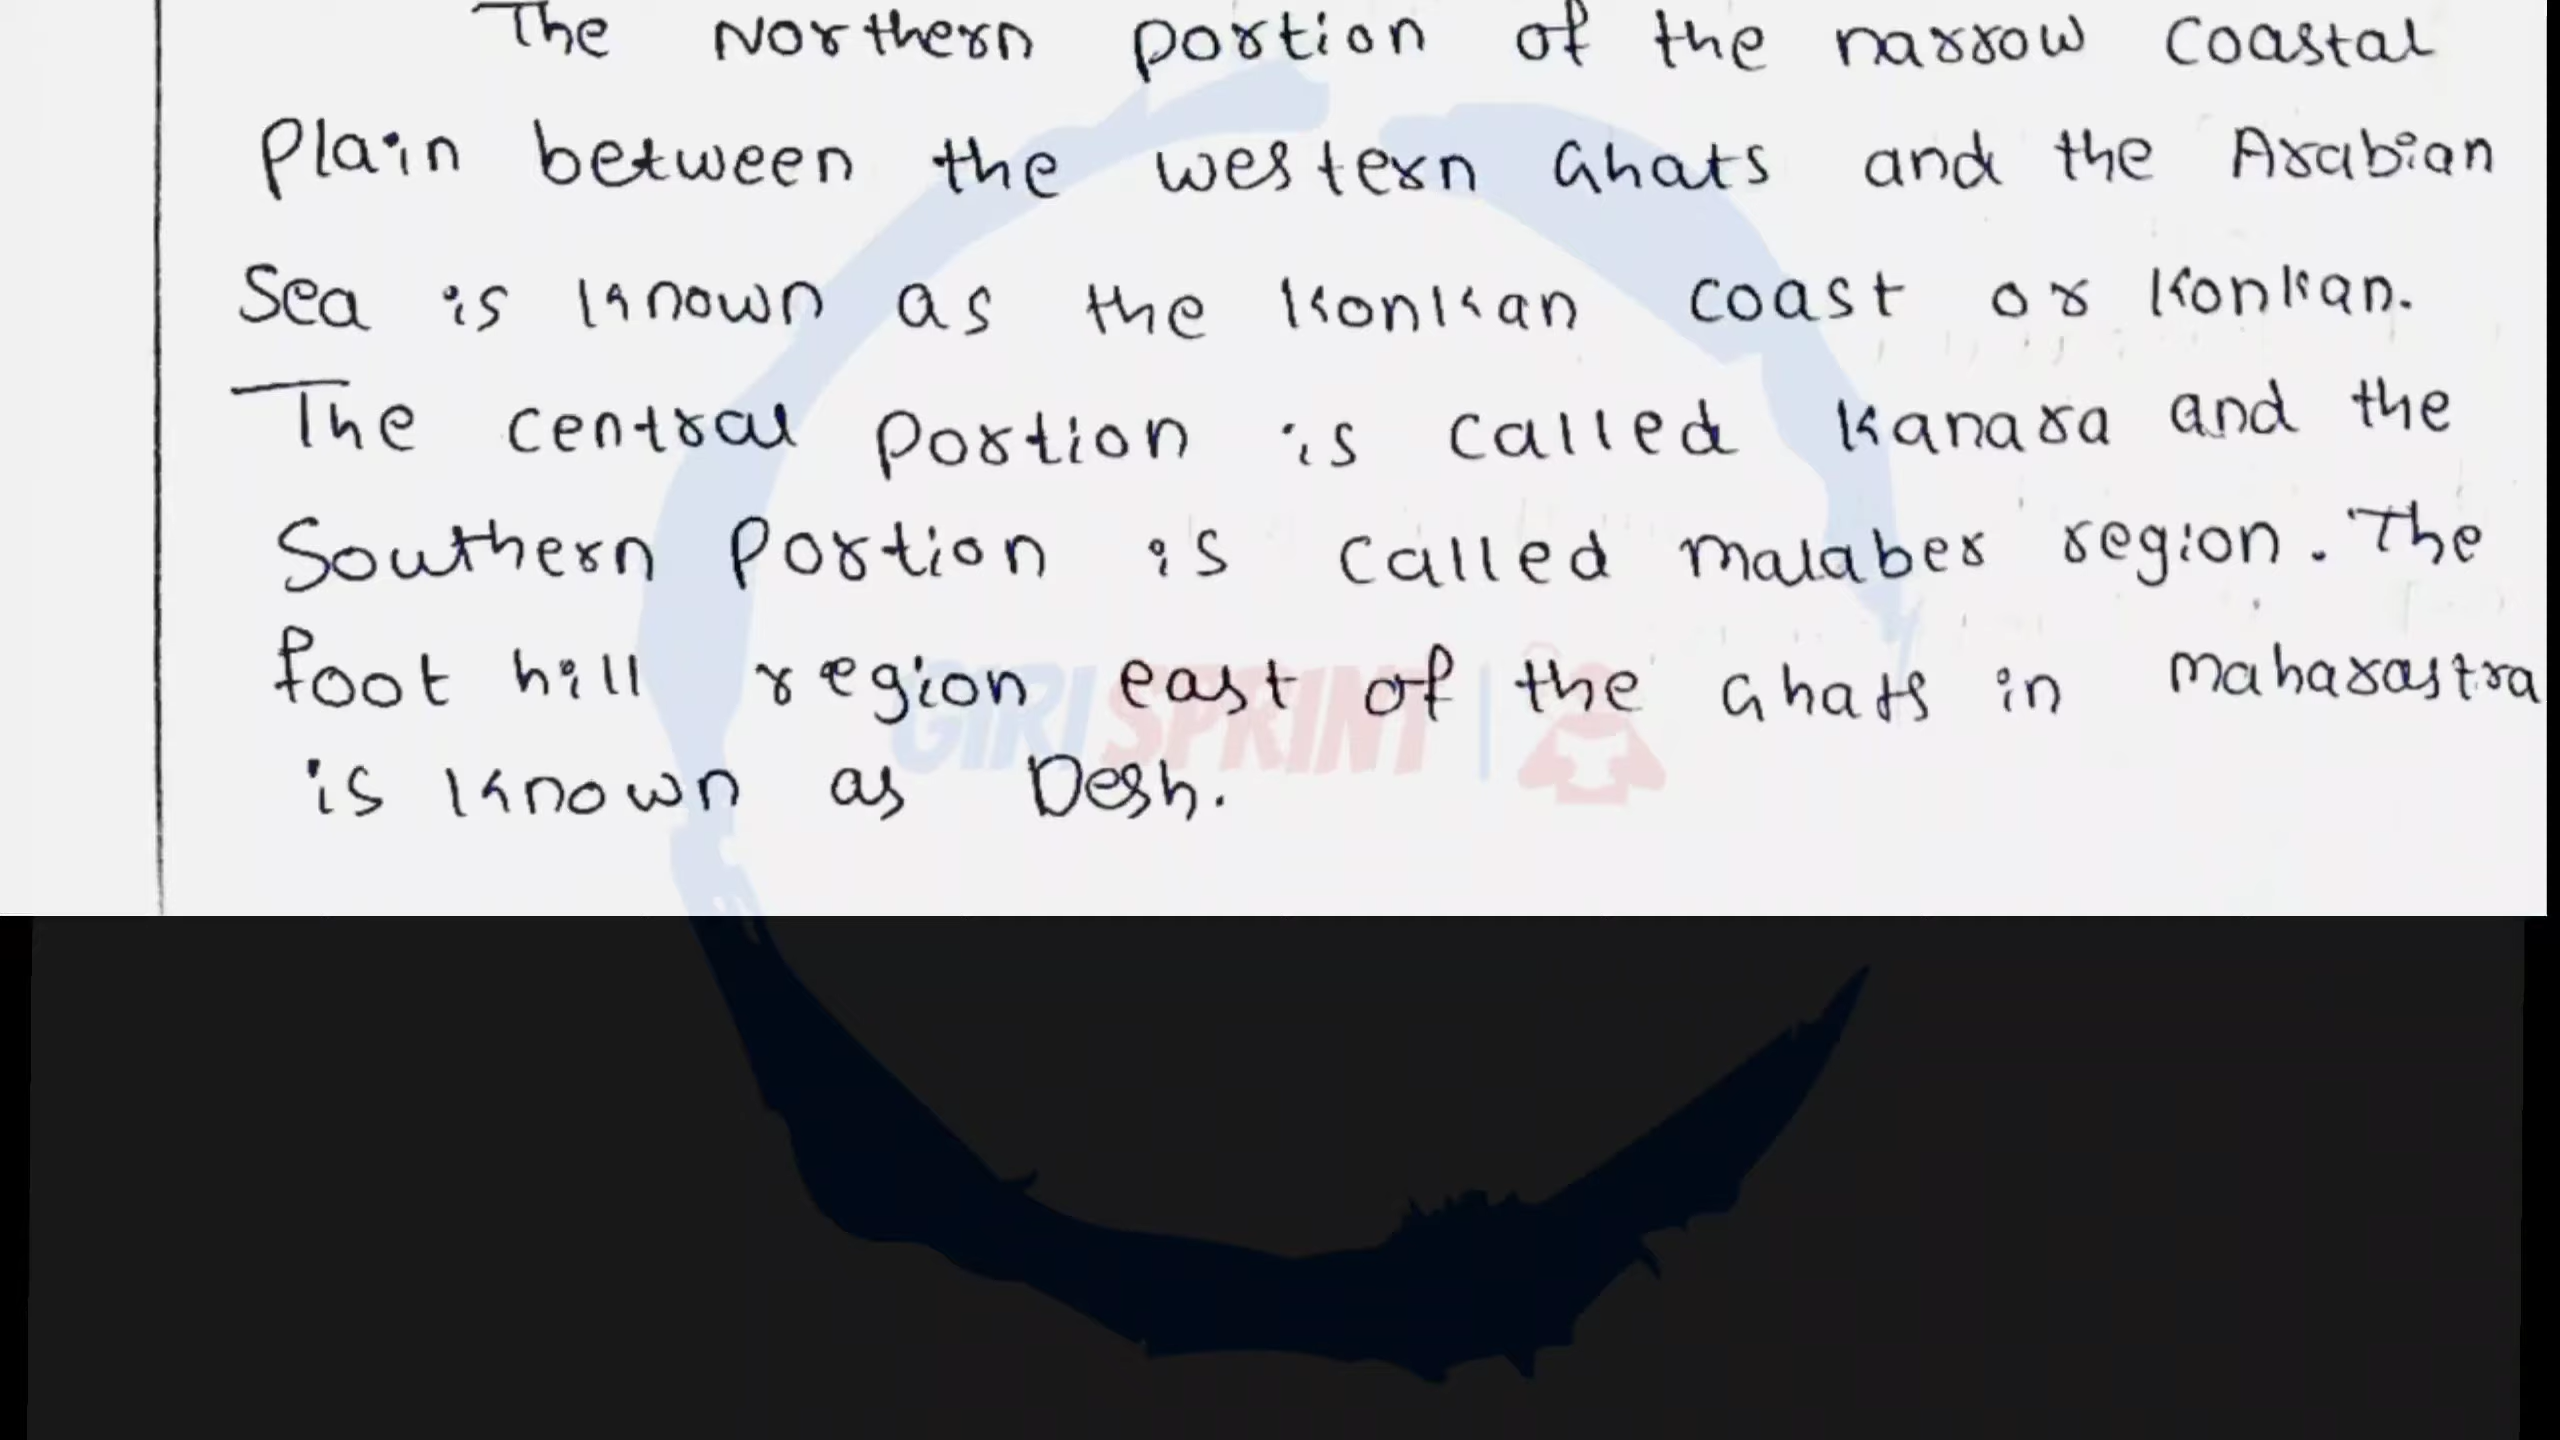 The Northern portion of the narrow coastal
Plain between the western Ghats and the Arabian
Sea is known as the Konkan coast or Konkan.
The central portion is called Kanara and the
Southern Portion is called malaber region. The
foot hill region east of the Ghats in maharastra
is known as Desh.
GIRI SPRINT